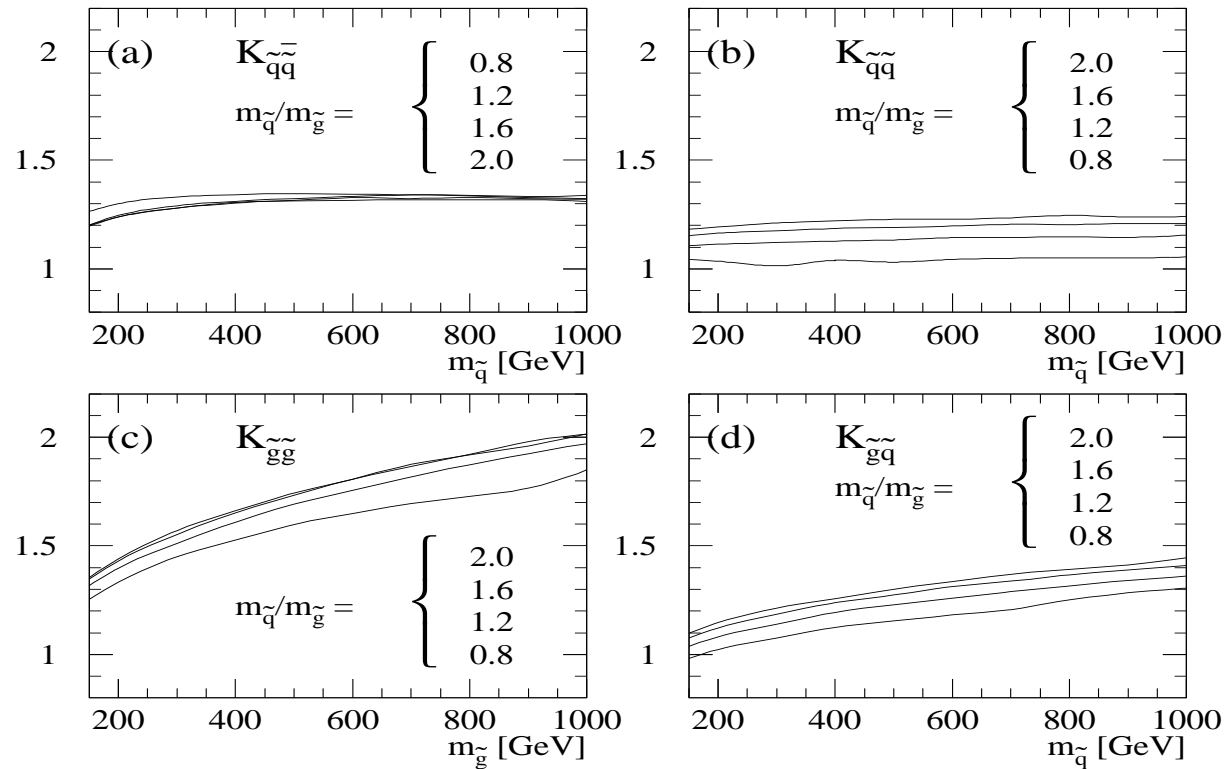 (a) K_{q̃q̃̄}
m_q̃/m_g̃ = { 0.8
1.2
1.6
2.0
2
1.5
1
200 400 600 800 1000
m_q̃ [GeV]
(b) K_{q̃q̃}
m_q̃/m_g̃ = { 2.0
1.6
1.2
0.8
2
1.5
1
200 400 600 800 1000
m_q̃ [GeV]
(c) K_{g̃g̃}
m_q̃/m_g̃ = { 2.0
1.6
1.2
0.8
2
1.5
1
200 400 600 800 1000
m_g̃ [GeV]
(d) K_{g̃q̃}
m_q̃/m_g̃ = { 2.0
1.6
1.2
0.8
2
1.5
1
200 400 600 800 1000
m_q̃ [GeV]